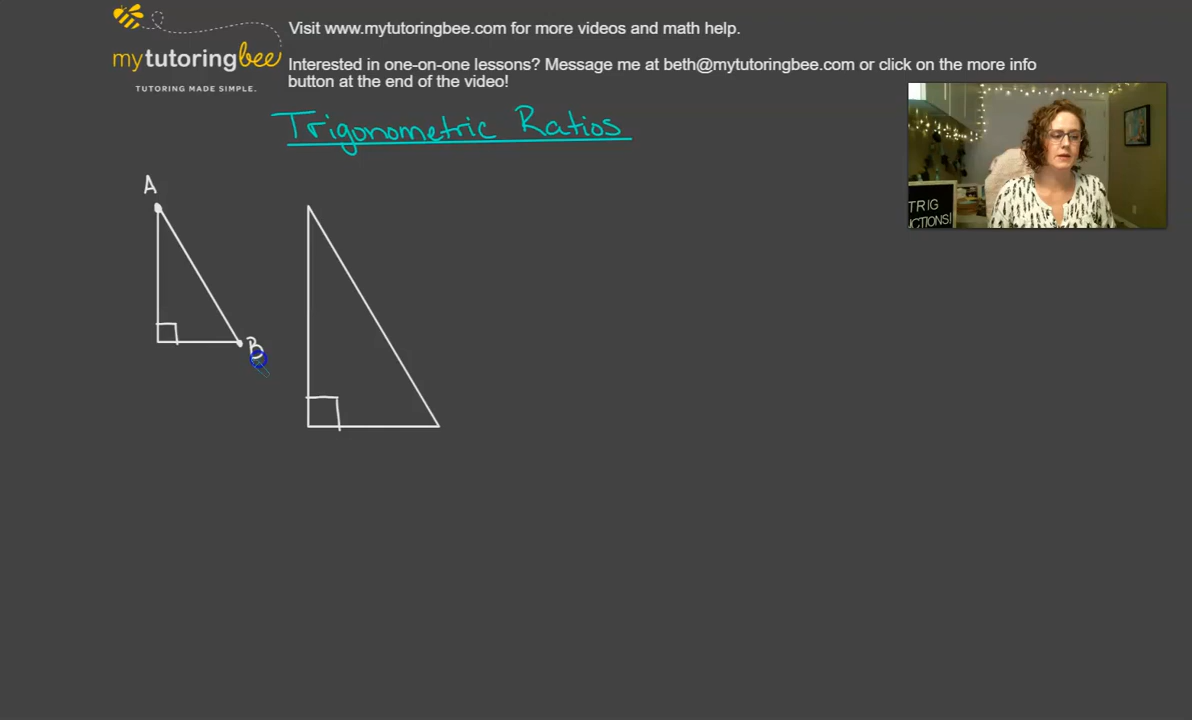 mytutoringbee
TUTORING MADE SIMPLE.
Visit www.mytutoringbee.com for more videos and math help.
Interested in one-on-one lessons? Message me at beth@mytutoringbee.com or click on the more info
button at the end of the video!
Trigonometric Ratios
TRIG
A
B